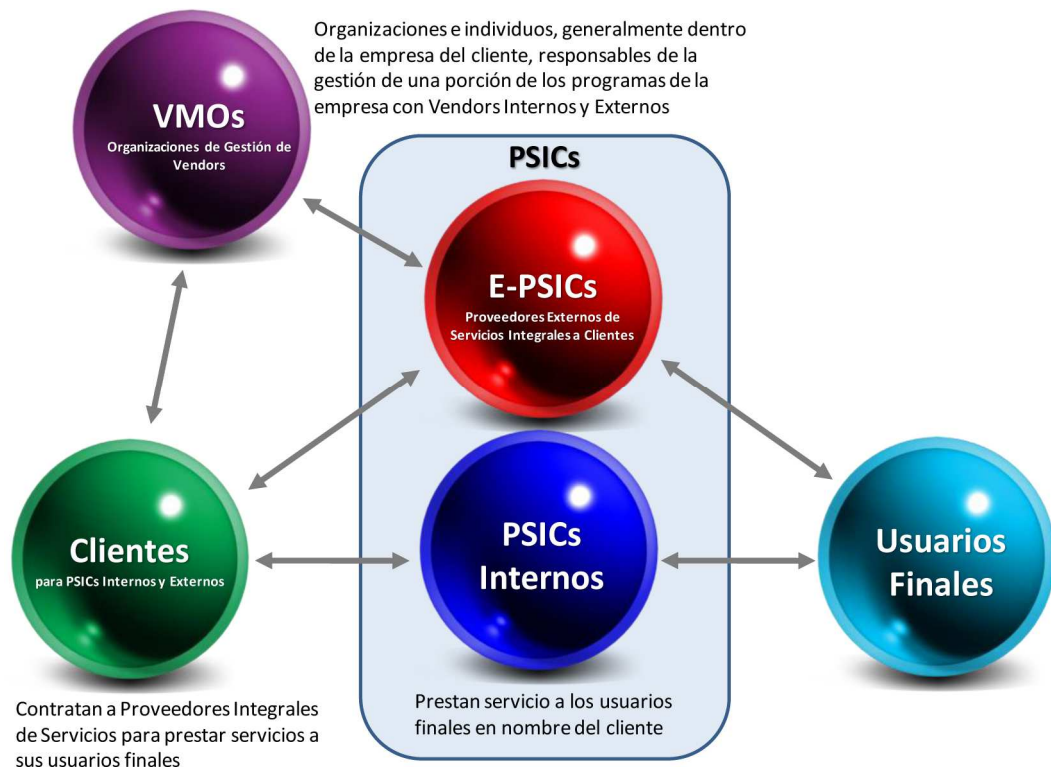 Organizaciones e individuos, generalmente dentro
de la empresa del cliente, responsables de la
gestión de una porción de los programas de la
empresa con Vendors Internos y Externos
VMOs
Organizaciones de Gestión de
Vendors
PSICs
E-PSICs
Proveedores Externos de
Servicios Integrales a Clientes
Clientes
para PSICs Internos y Externos
PSICs
Internos
Usuarios
Finales
Contratan a Proveedores Integrales
de Servicios para prestar servicios a
sus usuarios finales
Prestan servicio a los usuarios
finales en nombre del cliente